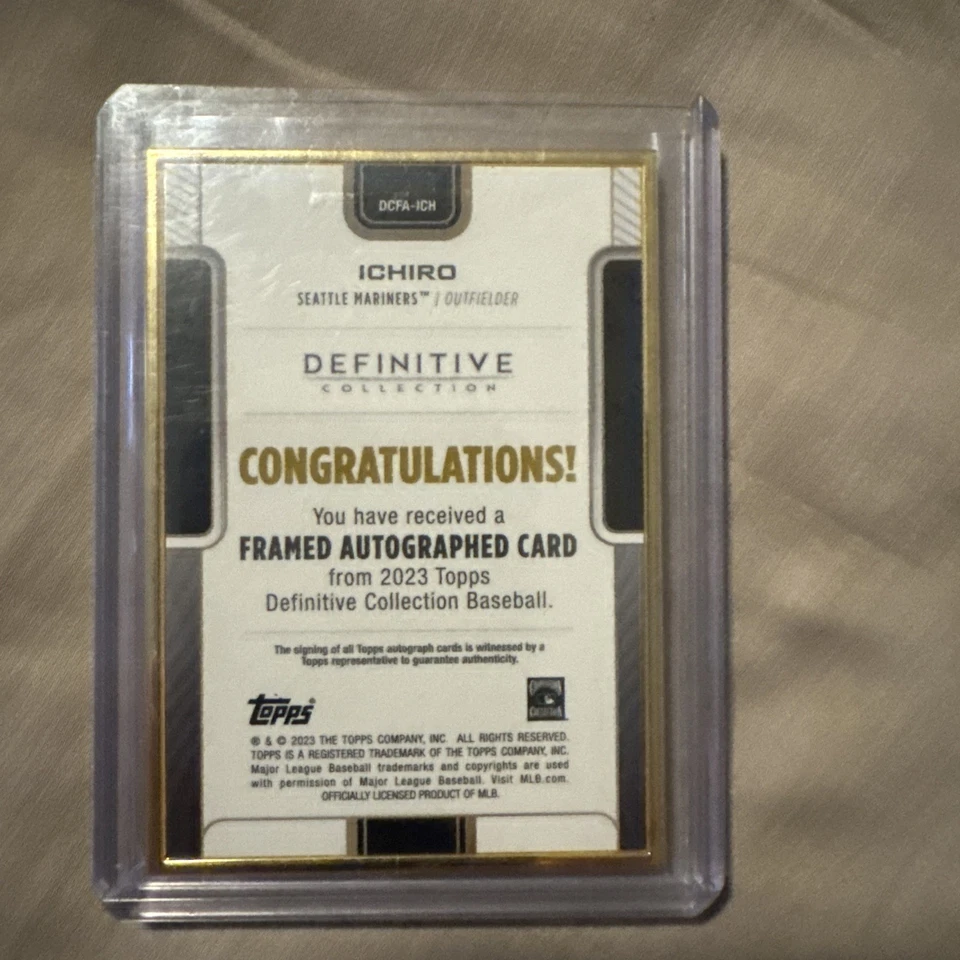 DCFA-ICH
ICHIRO
SEATTLE MARINERS™ | OUTFIELDER
DEFINITIVE
COLLECTION
CONGRATULATIONS!
You have received a
FRAMED AUTOGRAPHED CARD
from 2023 Topps
Definitive Collection Baseball.
The signing of all Topps autograph cards is witnessed by a
Topps representative to guarantee authenticity.
Topps®
® & © 2023 THE TOPPS COMPANY, INC. ALL RIGHTS RESERVED.
TOPPS IS A REGISTERED TRADEMARK OF THE TOPPS COMPANY, INC.
Major League Baseball trademarks and copyrights are used
with permission of Major League Baseball. Visit MLB.com.
OFFICIALLY LICENSED PRODUCT OF MLB.